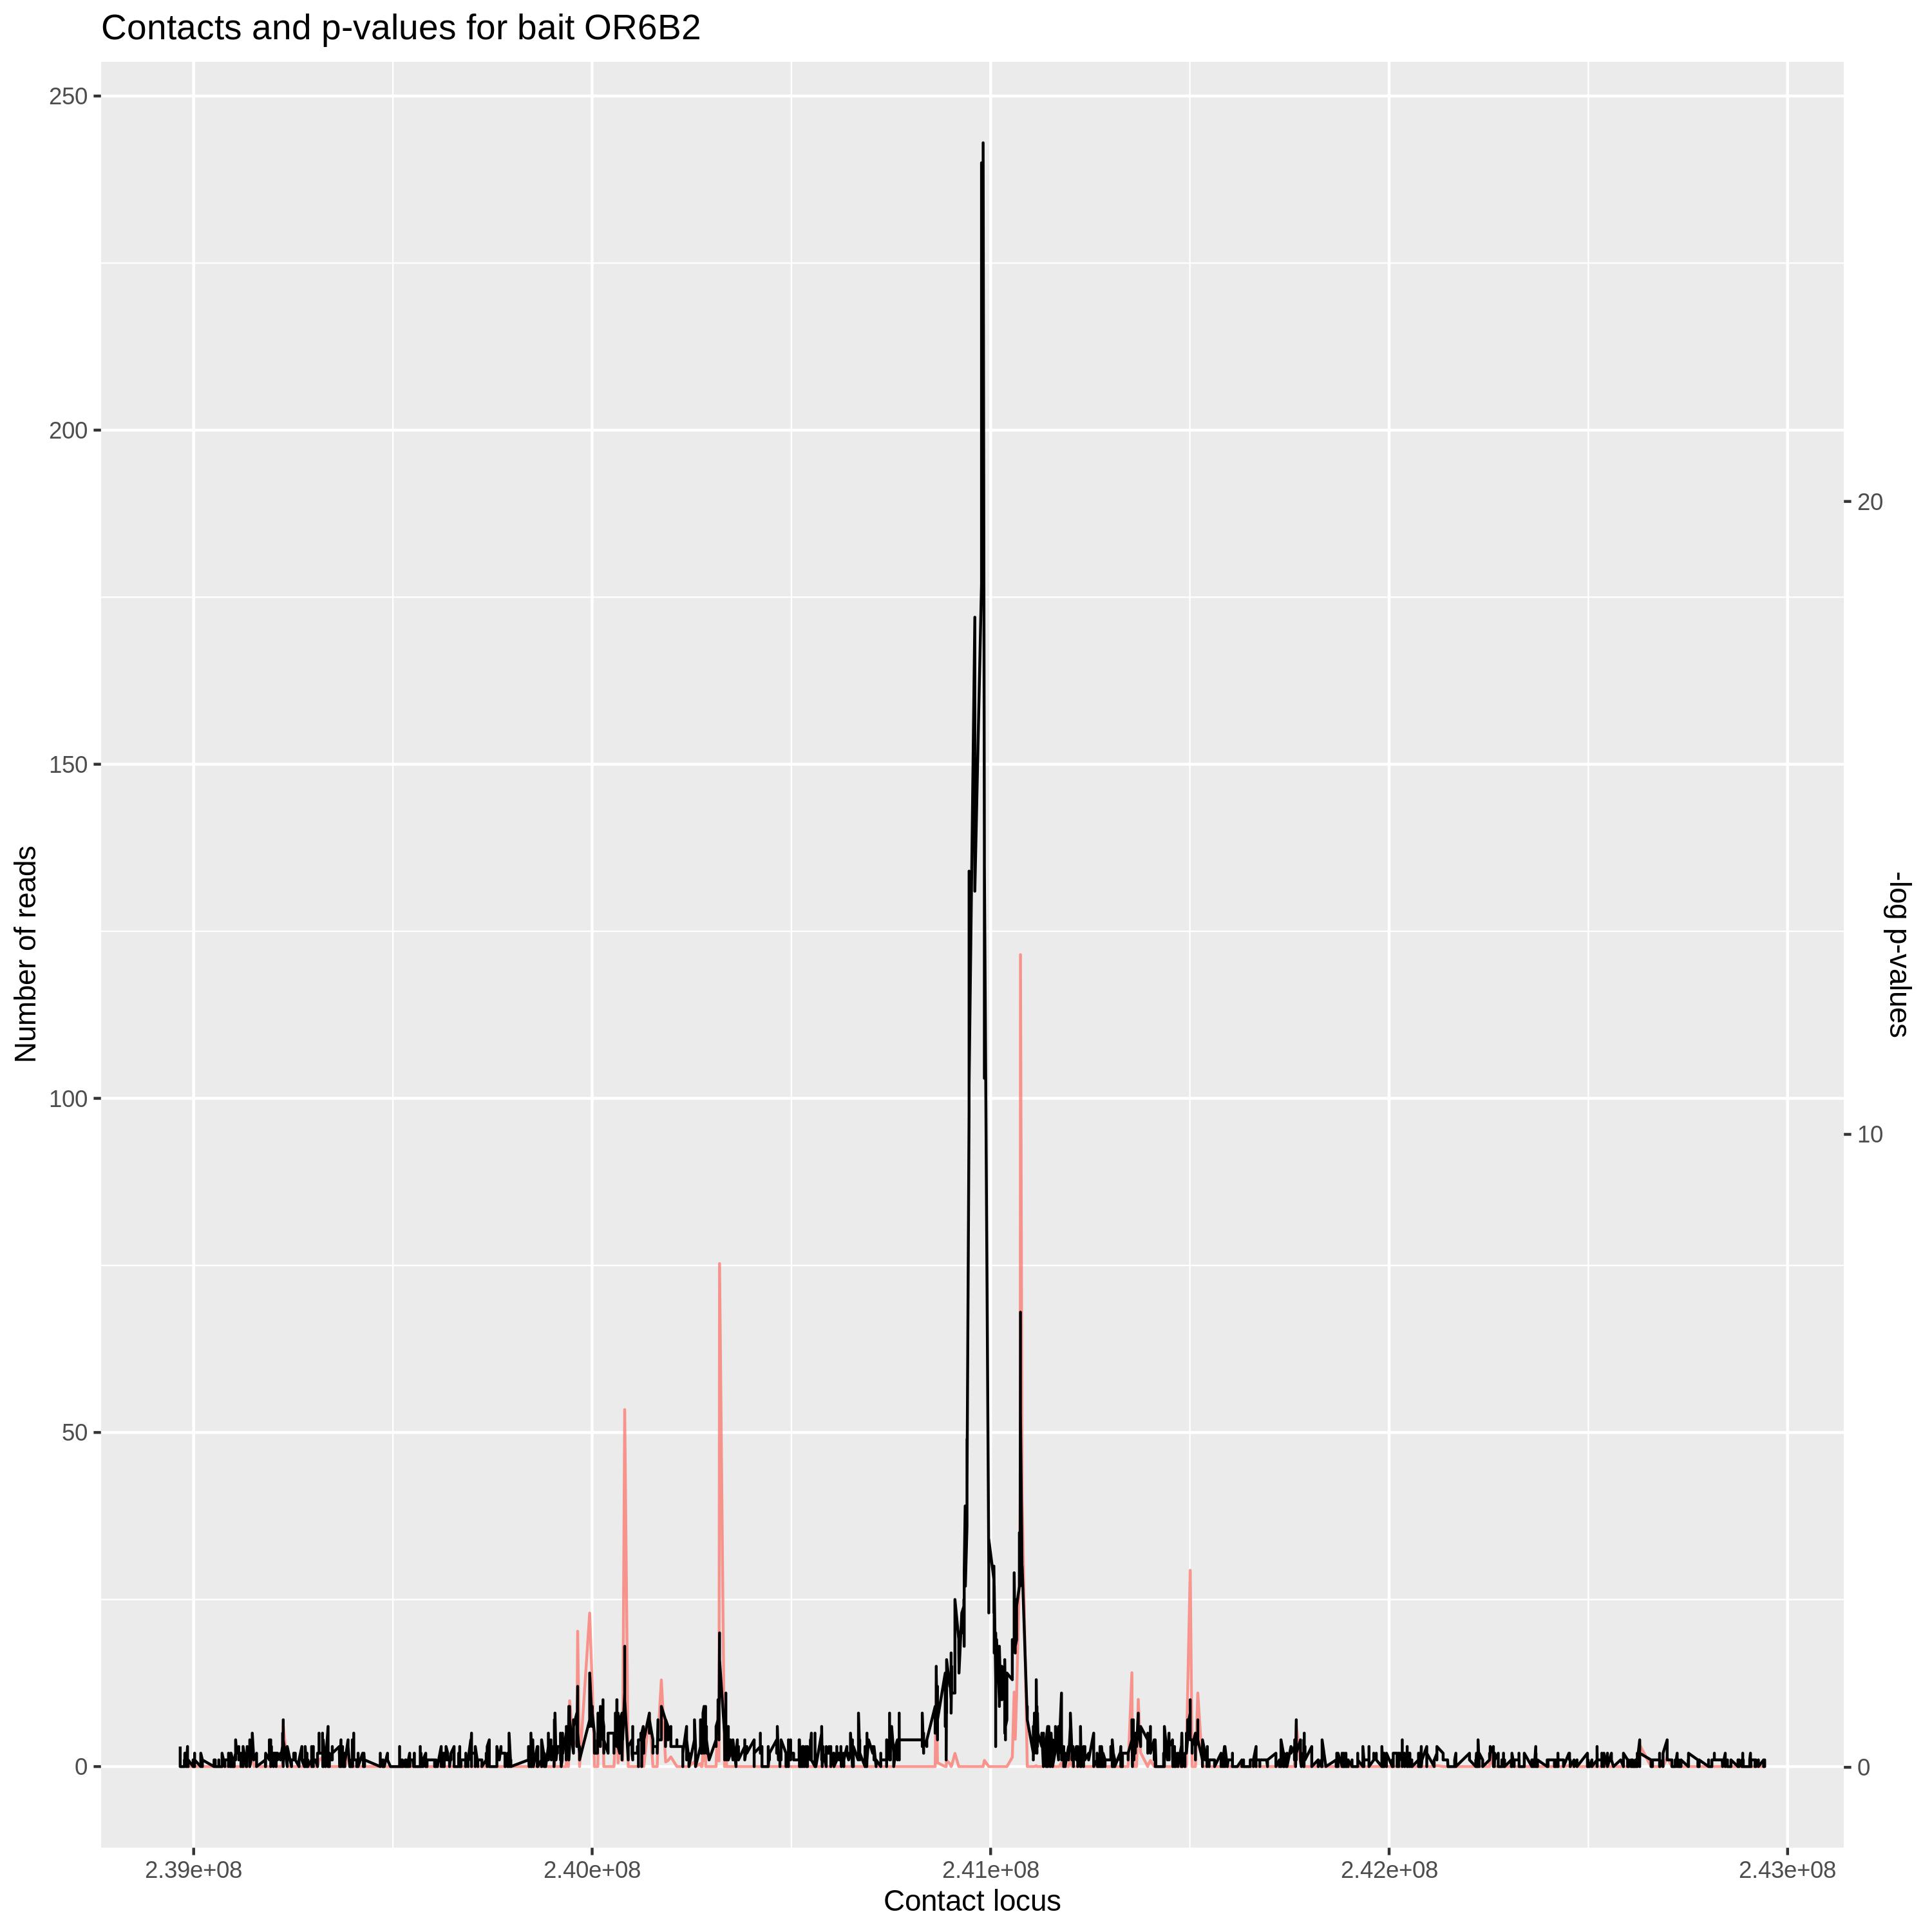 Contacts and p-values for bait OR6B2
250
200
150
100
50
0
Number of reads
20
10
0
-log p-values
2.39e+08 2.40e+08 2.41e+08 2.42e+08 2.43e+08
Contact locus